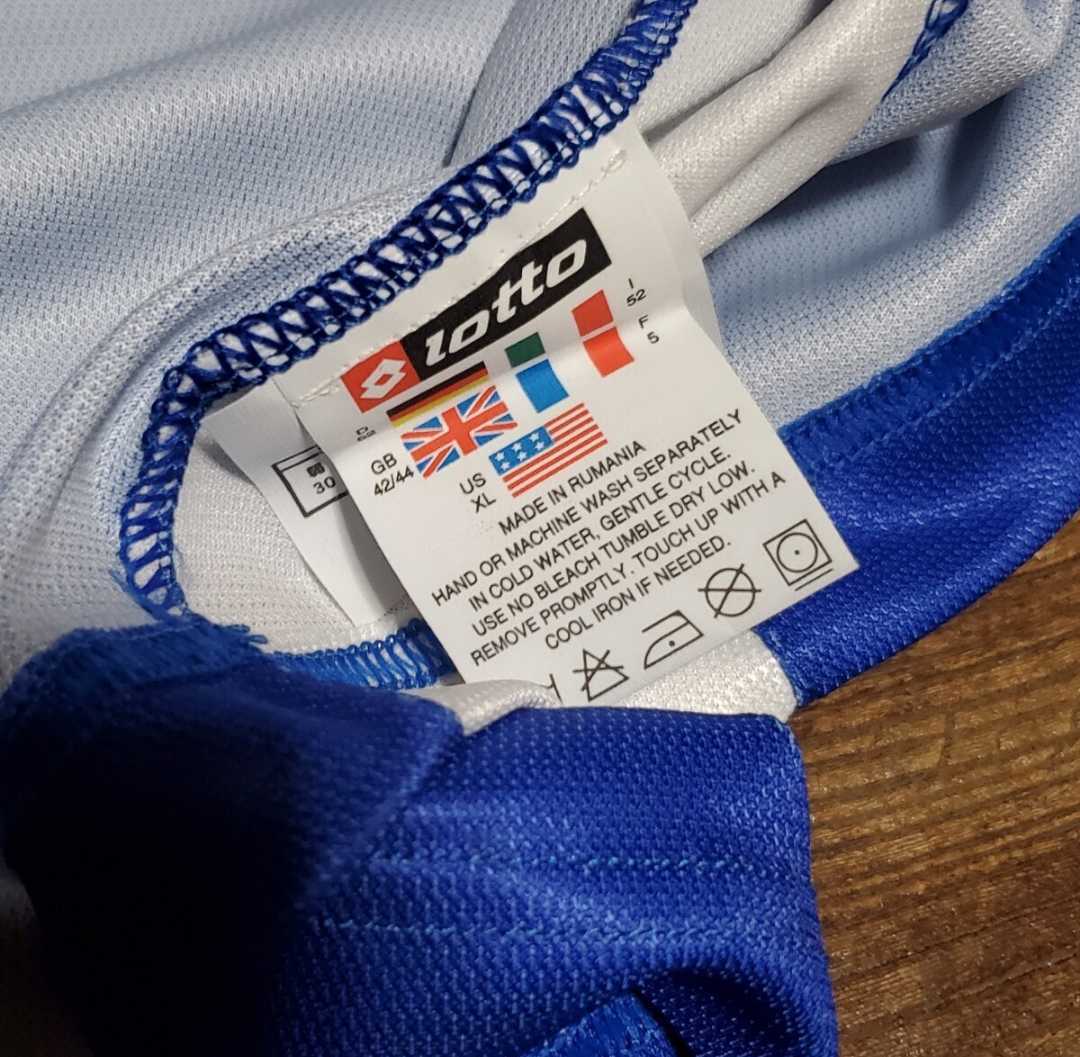 lotto
I
52
F
5
D
52
GB
42/44
US
XL
MADE IN RUMANIA
HAND OR MACHINE WASH SEPARATELY
IN COLD WATER, GENTLE CYCLE.
USE NO BLEACH TUMBLE DRY LOW.
REMOVE PROMPTLY. TOUCH UP WITH A
COOL IRON IF NEEDED.
30